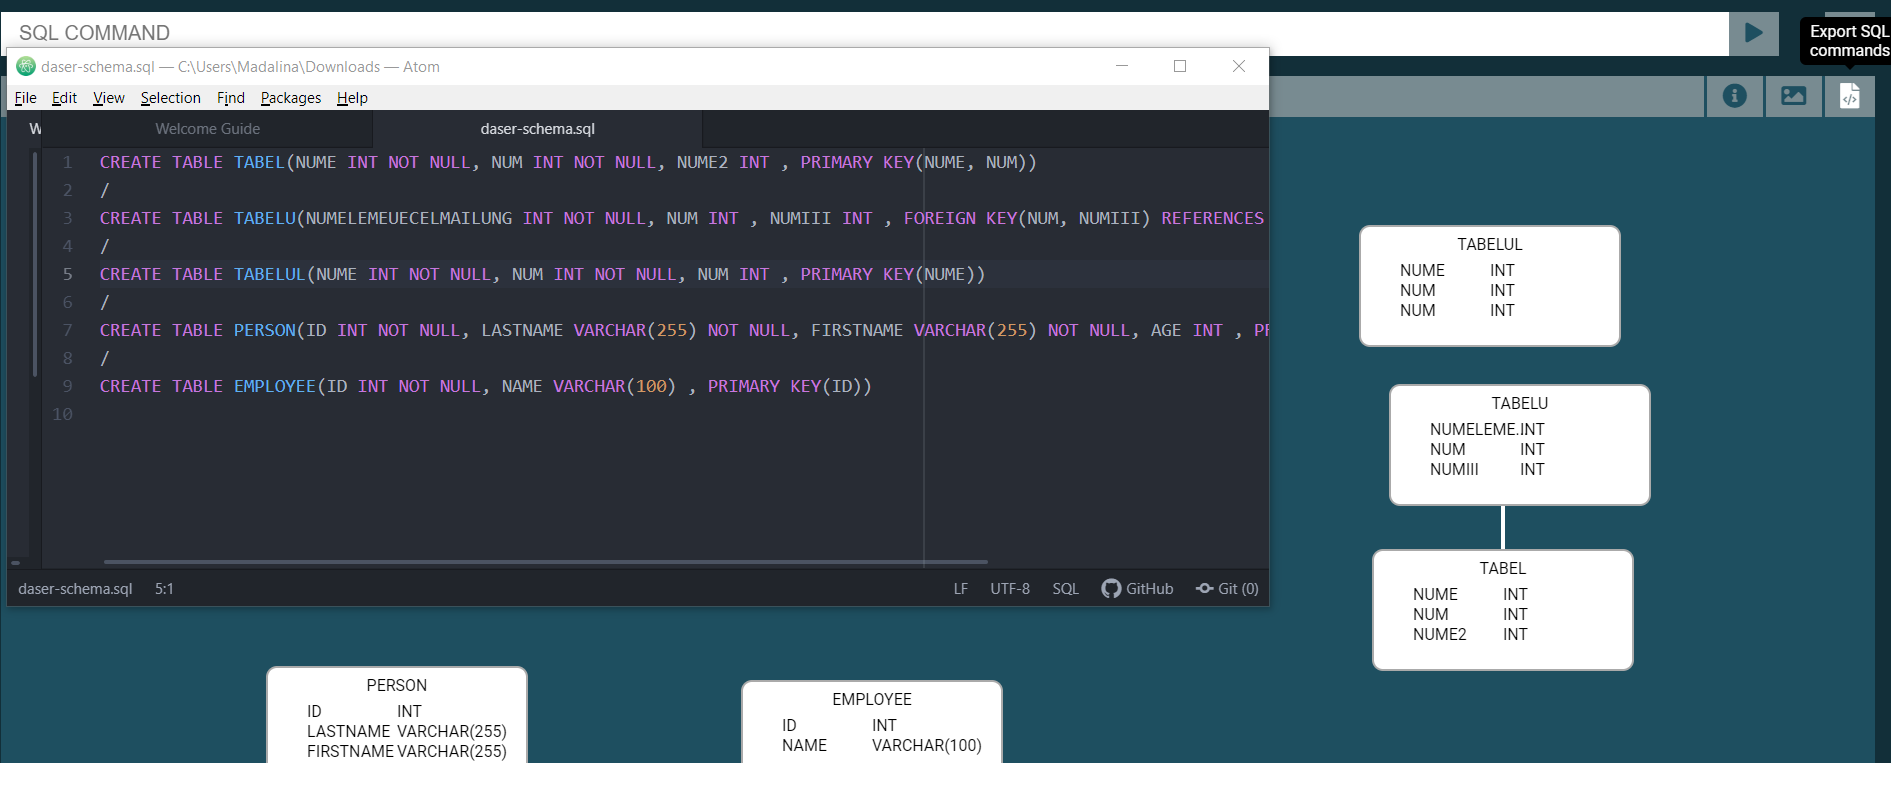 SQL COMMAND
Export SQL
commands
daser-schema.sql — C:\Users\Madalina\Downloads — Atom
File Edit View Selection Find Packages Help
W Welcome Guide daser-schema.sql
1 CREATE TABLE TABEL(NUME INT NOT NULL, NUM INT NOT NULL, NUME2 INT , PRIMARY KEY(NUME, NUM))
2 /
3 CREATE TABLE TABELU(NUMELEMEUECELMAILUNG INT NOT NULL, NUM INT , NUMIII INT , FOREIGN KEY(NUM, NUMIII) REFERENCES
4 /
5 CREATE TABLE TABELUL(NUME INT NOT NULL, NUM INT NOT NULL, NUM INT , PRIMARY KEY(NUME))
6 /
7 CREATE TABLE PERSON(ID INT NOT NULL, LASTNAME VARCHAR(255) NOT NULL, FIRSTNAME VARCHAR(255) NOT NULL, AGE INT , PR
8 /
9 CREATE TABLE EMPLOYEE(ID INT NOT NULL, NAME VARCHAR(100) , PRIMARY KEY(ID))
10
daser-schema.sql 5:1 LF UTF-8 SQL GitHub Git (0)
TABELUL
NUME INT
NUM INT
NUM INT
TABELU
NUMELEME.INT
NUM INT
NUMIII INT
TABEL
NUME INT
NUM INT
NUME2 INT
PERSON
ID INT
LASTNAME VARCHAR(255)
FIRSTNAME VARCHAR(255)
EMPLOYEE
ID INT
NAME VARCHAR(100)